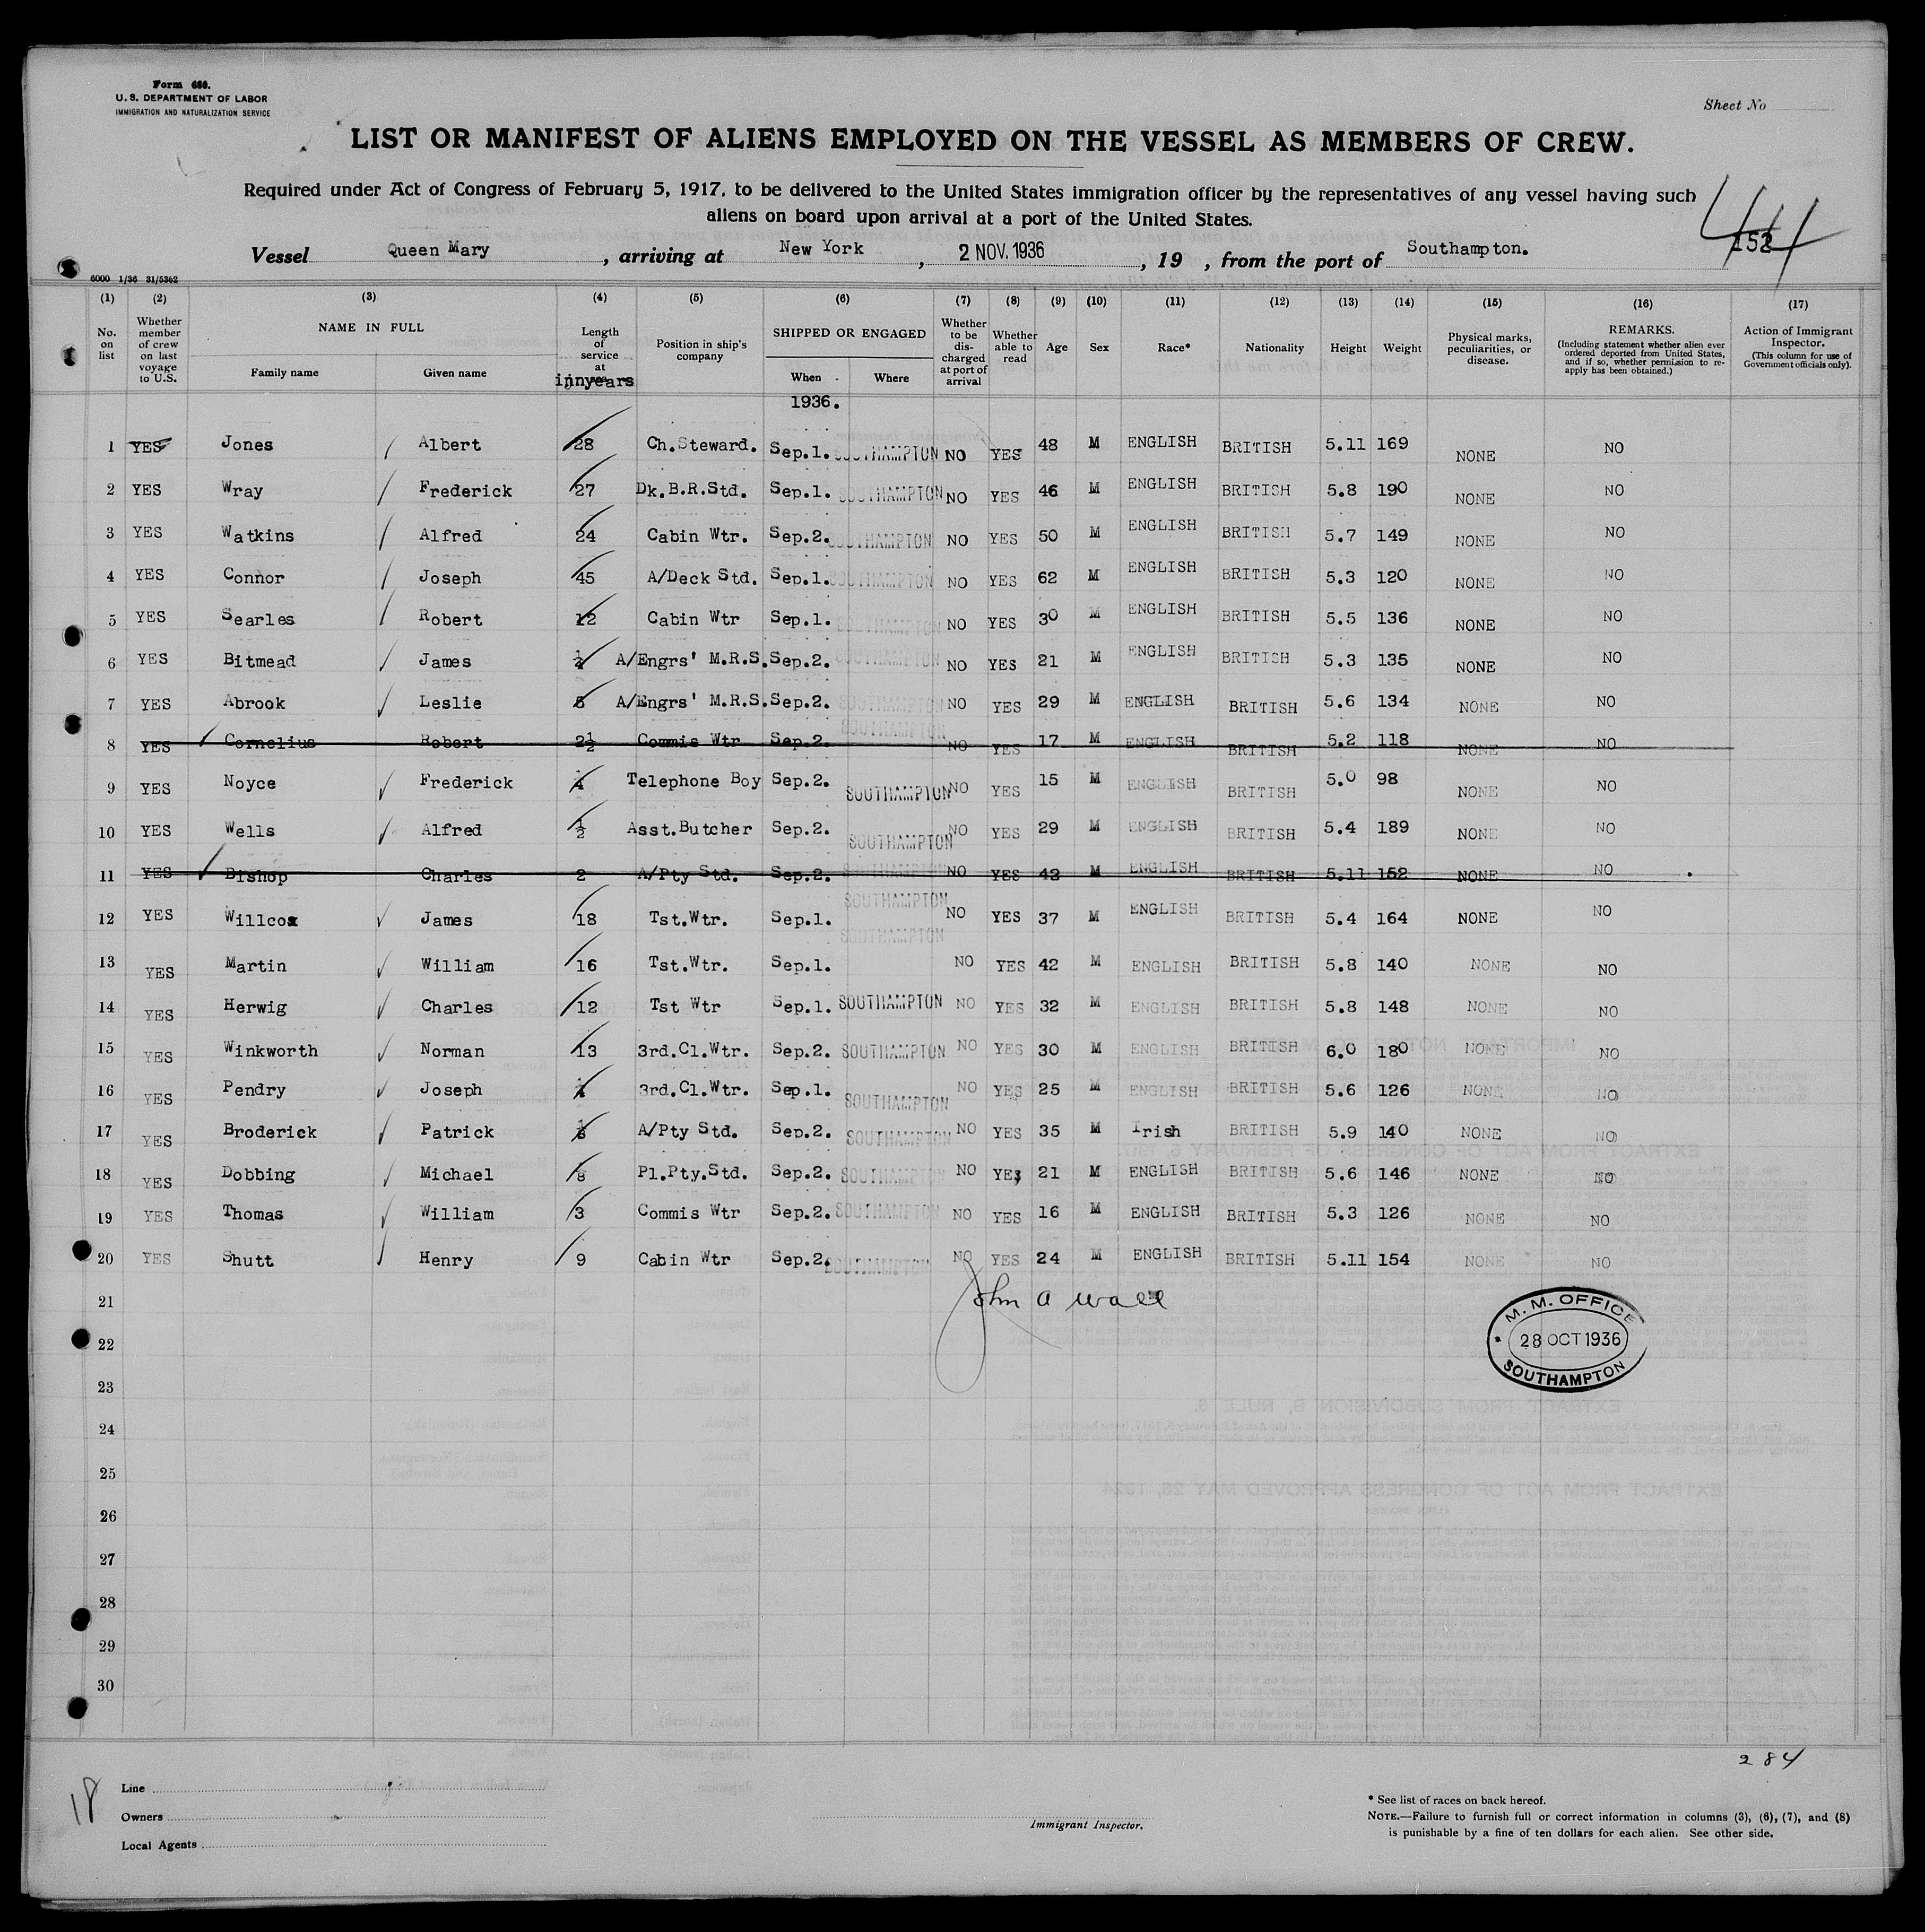 Form 680.
U. S. DEPARTMENT OF LABOR
IMMIGRATION AND NATURALIZATION SERVICE
Sheet No
LIST OR MANIFEST OF ALIENS EMPLOYED ON THE VESSEL AS MEMBERS OF CREW.
Required under Act of Congress of February 5, 1917, to be delivered to the United States immigration officer by the representatives of any vessel having such
aliens on board upon arrival at a port of the United States.
44
152
Vessel Queen Mary, arriving at New York, 2 NOV. 1936, 19 , from the port of Southampton.
6000 1/36 31/5362
(1) (2) (3) (4) (5) (6) (7) (8) (9) (10) (11) (12) (13) (14) (15) (16) (17)
No. on list
Whether member of crew on last voyage to U.S.
NAME IN FULL
Family name
Given name
Length of service at
in years
Position in ship's company
SHIPPED OR ENGAGED
When
Where
Whether to be discharged at port of arrival
Whether able to read
Age
Sex
Race*
Nationality
Height
Weight
Physical marks, peculiarities, or disease.
REMARKS.
(Including statement whether alien ever ordered deported from United States, and if so, whether permission to reapply has been obtained.)
Action of Immigrant Inspector.
(This column for use of Government officials only).
1936.
1 YES Jones Albert 28 Ch.Steward. Sep.1. SOUTHAMPTON NO YES 48 M ENGLISH BRITISH 5.11 169 NONE NO
2 YES Wray Frederick 27 Dk.B.R.Std. Sep.1. SOUTHAMPTON NO YES 46 M ENGLISH BRITISH 5.8 190 NONE NO
3 YES Watkins Alfred 24 Cabin Wtr. Sep.2. SOUTHAMPTON NO YES 50 M ENGLISH BRITISH 5.7 149 NONE NO
4 YES Connor Joseph 45 A/Deck Std. Sep.1. SOUTHAMPTON NO YES 62 M ENGLISH BRITISH 5.3 120 NONE NO
5 YES Searles Robert 12 Cabin Wtr Sep.1. SOUTHAMPTON NO YES 30 M ENGLISH BRITISH 5.5 136 NONE NO
6 YES Bitmead James A/Engrs' M.R.S. Sep.2. SOUTHAMPTON NO YES 21 M ENGLISH BRITISH 5.3 135 NONE NO
7 YES Abrook Leslie 5 A/Engrs' M.R.S. Sep.2. SOUTHAMPTON NO YES 29 M ENGLISH BRITISH 5.6 134 NONE NO
8 YES Cornelius Robert 2½ Commis Wtr Sep.2. SOUTHAMPTON NO YES 17 M ENGLISH BRITISH 5.2 118 NONE NO
9 YES Noyce Frederick Telephone Boy Sep.2. SOUTHAMPTON NO YES 15 M ENGLISH BRITISH 5.0 98 NONE NO
10 YES Wells Alfred ½ Asst.Butcher Sep.2. SOUTHAMPTON NO YES 29 M ENGLISH BRITISH 5.4 189 NONE NO
11 YES Bishop Charles 2 A/Pty Std. Sep.2. SOUTHAMPTON NO YES 42 M ENGLISH BRITISH 5.11 152 NONE NO
12 YES Willcox James 18 Tst.Wtr. Sep.1. SOUTHAMPTON NO YES 37 M ENGLISH BRITISH 5.4 164 NONE NO
13 YES Martin William 16 Tst.Wtr. Sep.1. SOUTHAMPTON NO YES 42 M ENGLISH BRITISH 5.8 140 NONE NO
14 YES Herwig Charles 12 Tst Wtr Sep.1. SOUTHAMPTON NO YES 32 M ENGLISH BRITISH 5.8 148 NONE NO
15 YES Winkworth Norman 13 3rd.Cl.Wtr. Sep.2. SOUTHAMPTON NO YES 30 M ENGLISH BRITISH 6.0 180 NONE NO
16 YES Pendry Joseph 3rd.Cl.Wtr. Sep.1. SOUTHAMPTON NO YES 25 M ENGLISH BRITISH 5.6 126 NONE NO
17 YES Broderick Patrick A/Pty Std. Sep.2. SOUTHAMPTON NO YES 35 M Irish BRITISH 5.9 140 NONE NO
18 YES Dobbing Michael Pl.Pty.Std. Sep.2. SOUTHAMPTON NO YES 21 M ENGLISH BRITISH 5.6 146 NONE NO
19 YES Thomas William 3 Commis Wtr Sep.2. SOUTHAMPTON NO YES 16 M ENGLISH BRITISH 5.3 126 NONE NO
20 YES Shutt Henry 9 Cabin Wtr Sep.2. SOUTHAMPTON NO YES 24 M ENGLISH BRITISH 5.11 154 NONE NO
21
John A Wall
M. M. OFFICE
28 OCT 1936
SOUTHAMPTON
22
23
24
25
26
27
28
29
30
284
18
Line
Owners
Local Agents
Immigrant Inspector.
* See list of races on back hereof.
NOTE.—Failure to furnish full or correct information in columns (3), (6), (7), and (8)
is punishable by a fine of ten dollars for each alien. See other side.